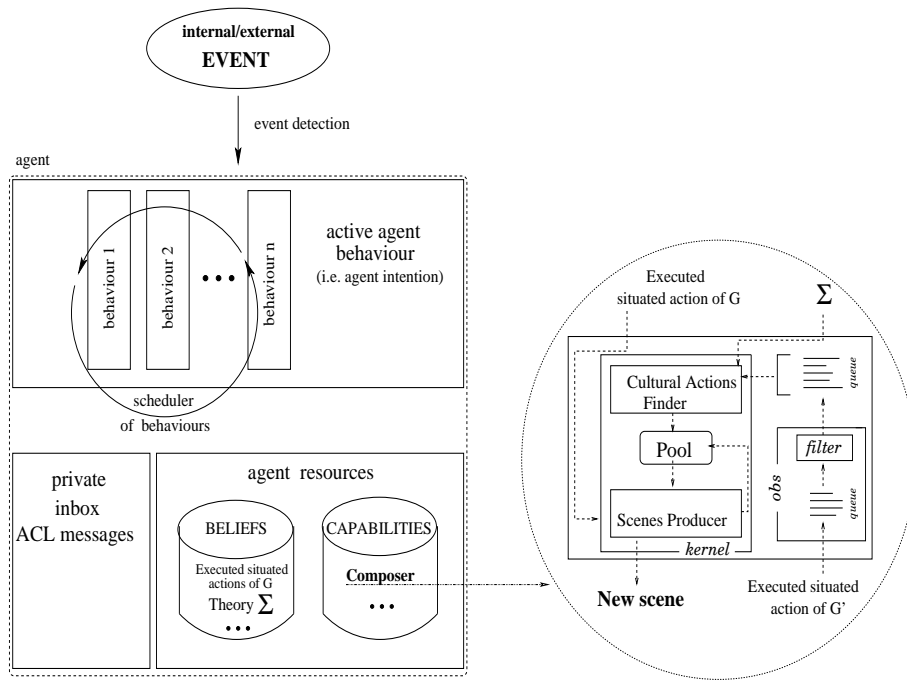 internal/external
EVENT
event detection
agent
behaviour 1
behaviour 2
•••
behaviour n
active agent
behaviour
(i.e. agent intention)
scheduler
of behaviours
private
inbox
ACL messages
agent resources
BELIEFS
Executed situated
actions of G
Theory Σ
•••
CAPABILITIES
Composer
•••
Executed
situated action of G
Σ
Cultural Actions
Finder
Pool
Scenes Producer
kernel
queue
obs
filter
queue
New scene
Executed situated
action of G'